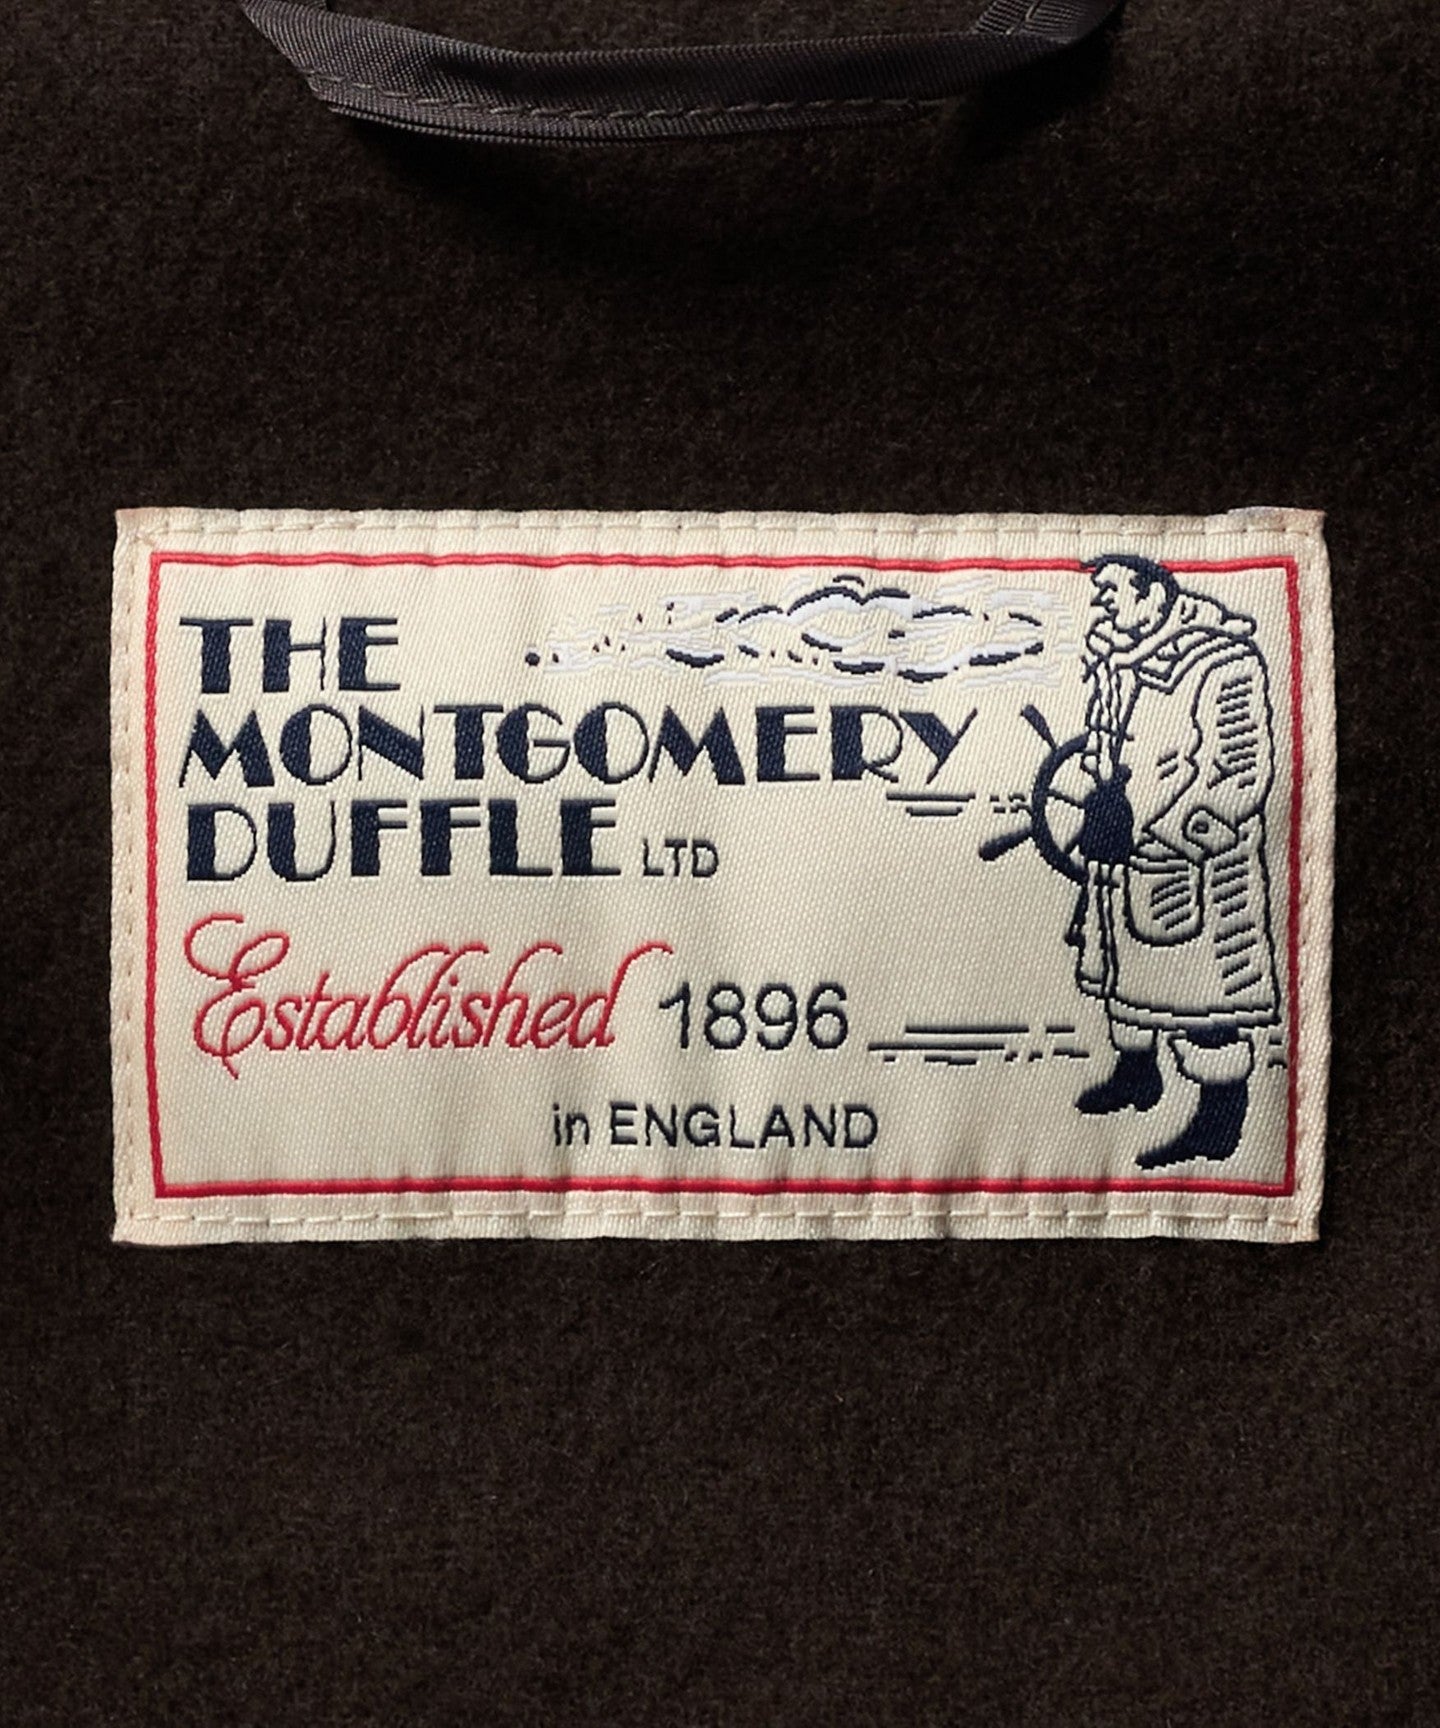 THE
MONTGOMERY
DUFFLE LTD
Established 1896
in ENGLAND